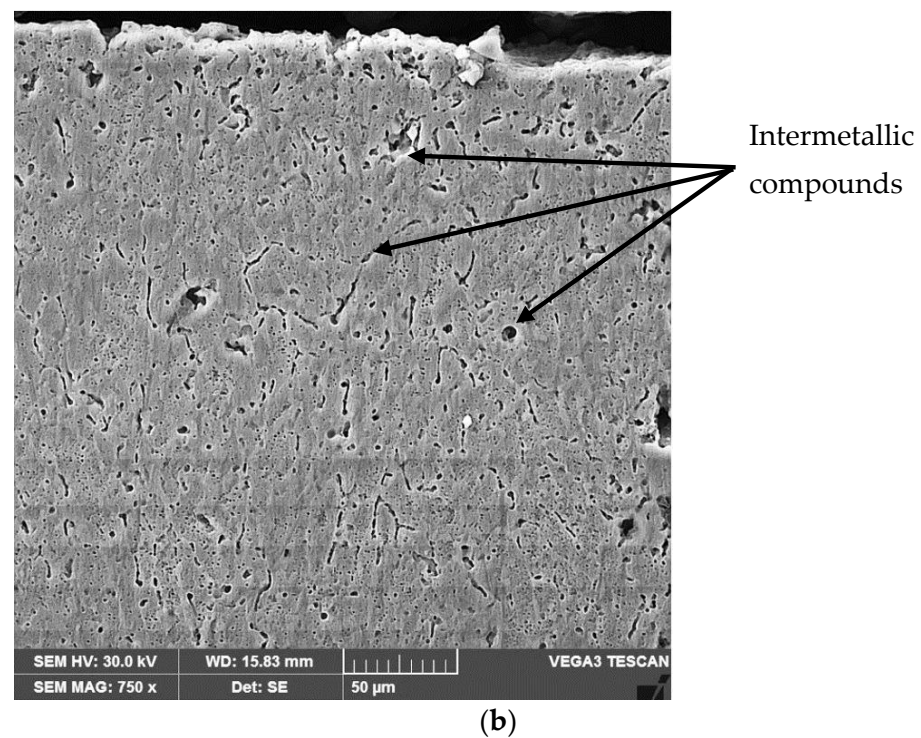 Intermetallic
compounds
SEM HV: 30.0 kV
WD: 15.83 mm
VEGA3 TESCAN
SEM MAG: 750 x
Det: SE
50 µm
(b)